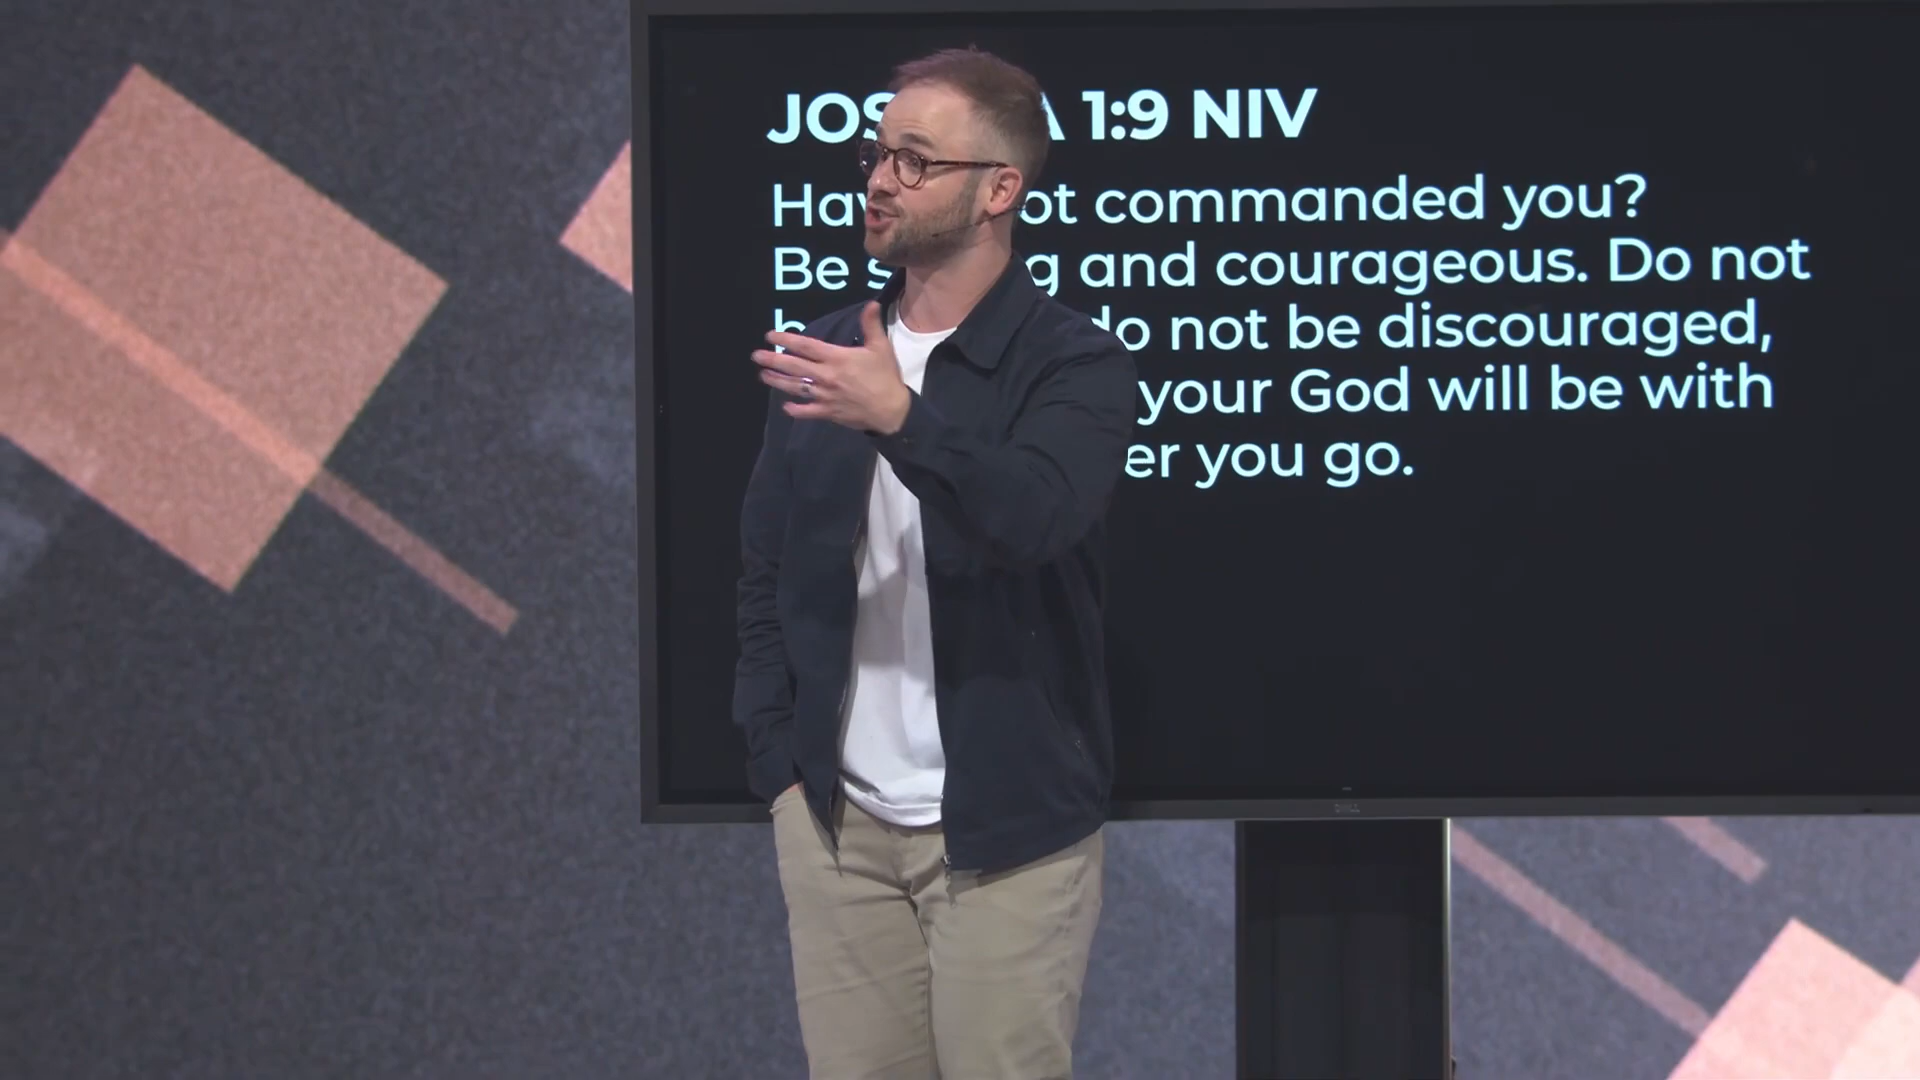 JOS A 1:9 NIV
Hav ot commanded you?
Be s g and courageous. Do not
b do not be discouraged,
your God will be with
er you go.